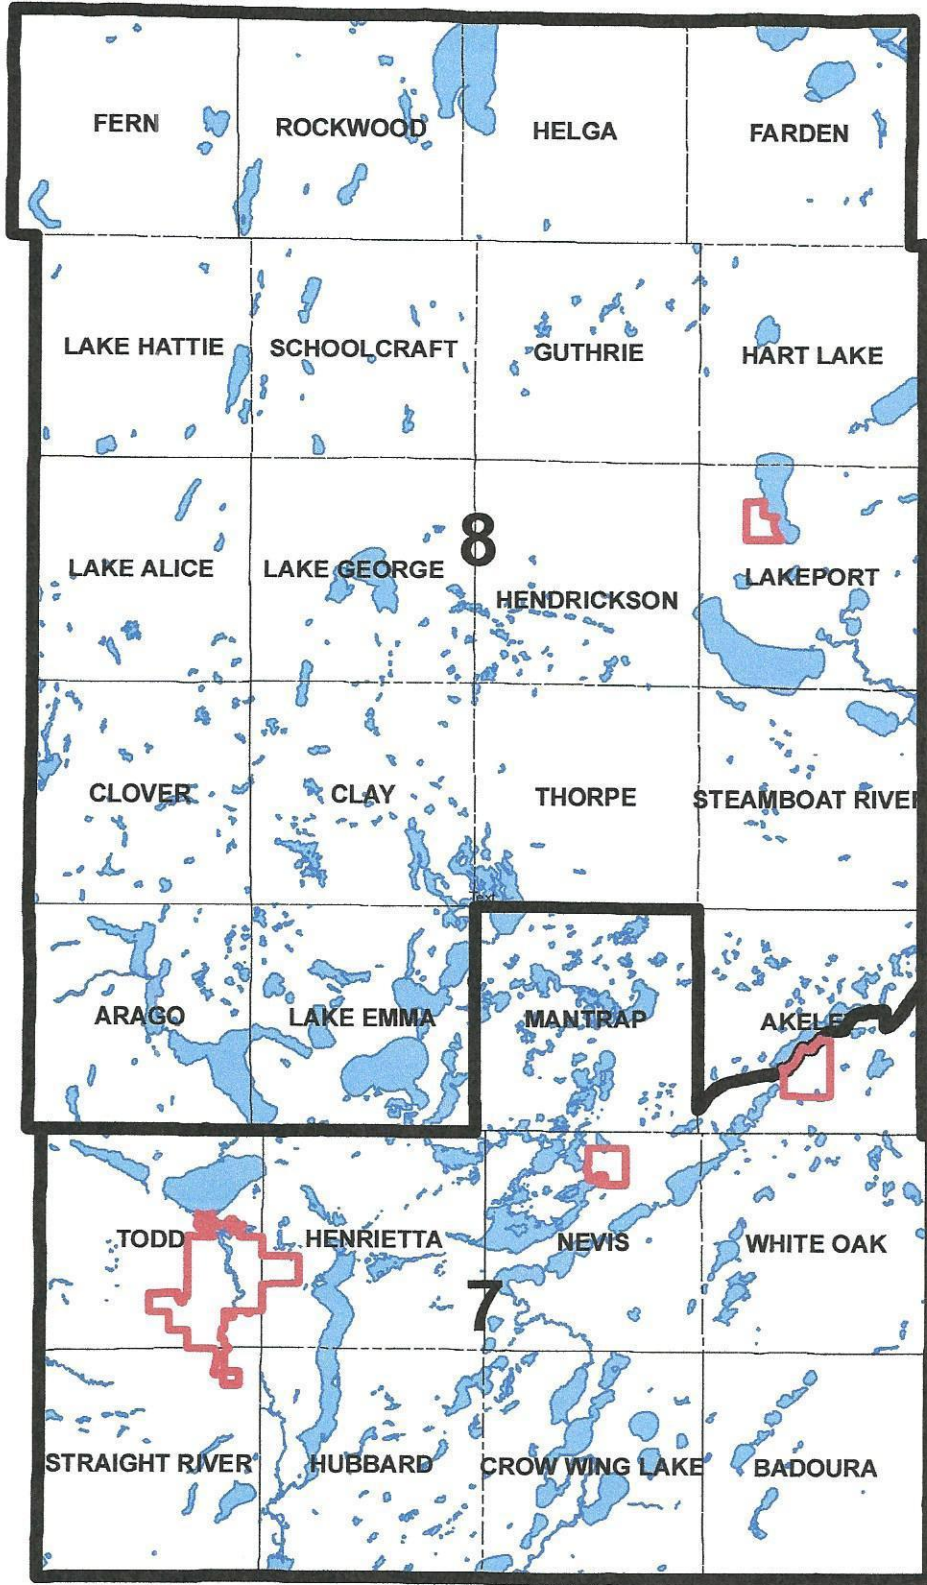 FERN
ROCKWOOD
HELGA
FARDEN
LAKE HATTIE
SCHOOLCRAFT
GUTHRIE
HART LAKE
8
LAKE ALICE
LAKE GEORGE
HENDRICKSON
LAKEPORT
CLOVER
CLAY
THORPE
STEAMBOAT RIVER
ARAGO
LAKE EMMA
MANTRAP
AKELE
TODD
HENRIETTA
NEVIS
WHITE OAK
7
STRAIGHT RIVER
HUBBARD
CROW WING LAKE
BADOURA